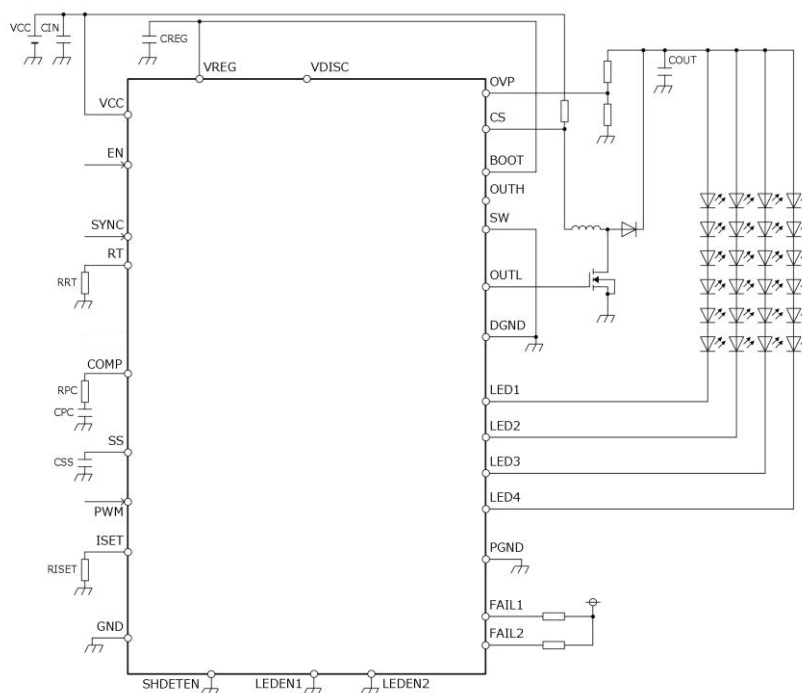 VCC CIN
CREG
COUT
VREG
VDISC
OVP
VCC
CS
EN
BOOT
OUTH
SYNC
SW
RT
RRT
OUTL
DGND
COMP
RPC
CPC
LED1
SS
LED2
CSS
LED3
PWM
LED4
ISET
RISET
PGND
FAIL1
GND
FAIL2
SHDETEN
LEDEN1
LEDEN2